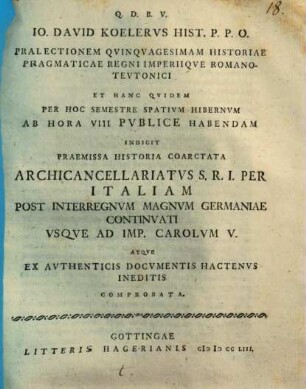 18.
Q. D. B. V.
IO. DAVID KOELERVS HIST. P. P. O.
PRALECTIONEM QVINQVAGESIMAM HISTORIAE
PRAGMATICAE REGNI IMPERIIQVE ROMANO-
TEVTONICI
ET HANC QVIDEM
PER HOC SEMESTRE SPATIVM HIBERNVM
AB HORA VIII PVBLICE HABENDAM
INDIGIT
PRAEMISSA HISTORIA COARCTATA
ARCHICANCELLARIATVS S. R. I. PER
ITALIAM
POST INTERREGNVM MAGNVM GERMANIAE
CONTINVATI
VSQVE AD IMP. CAROLVM V.
ATQVE
EX AVTHENTICIS DOCVMENTIS HACTENVS
INEDITIS
COMPROBATA.
GOTTINGAE
LITTERIS HAGERIANIS cIɔ Iɔ CC LIII.